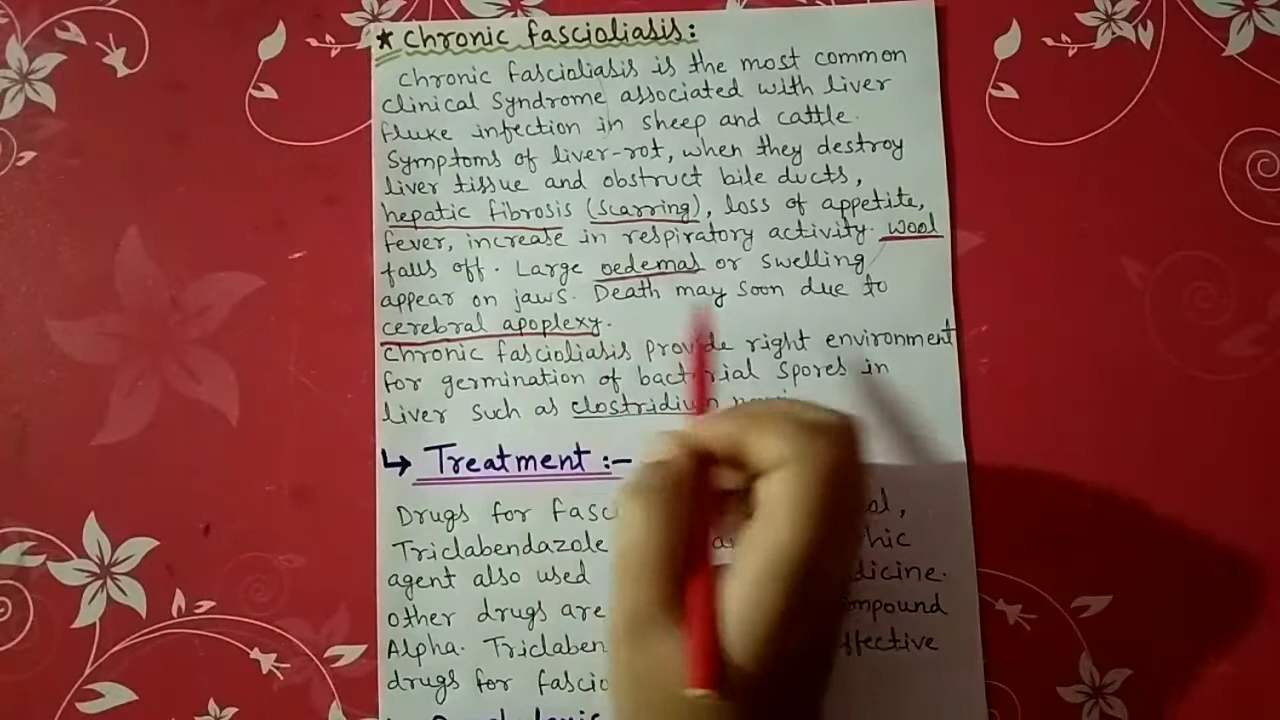 * Chronic fascioliasis:
Chronic fascioliasis is the most common
clinical syndrome associated with liver
fluke infection in sheep and cattle.
Symptoms of liver-rot, when they destroy
liver tissue and obstruct bile ducts,
hepatic fibrosis (scarring), loss of appetite,
fever, increase in respiratory activity. wool
falls off. Large oedemas or swelling
appear on jaws. Death may soon due to
cerebral apoplexy.
Chronic fascioliasis provide right environment
for germination of bacterial spores in
liver such as clostridium
↳ Treatment :-
Drugs for
Triclabendazole
agent also used
other drugs are
Alpha.
drugs for